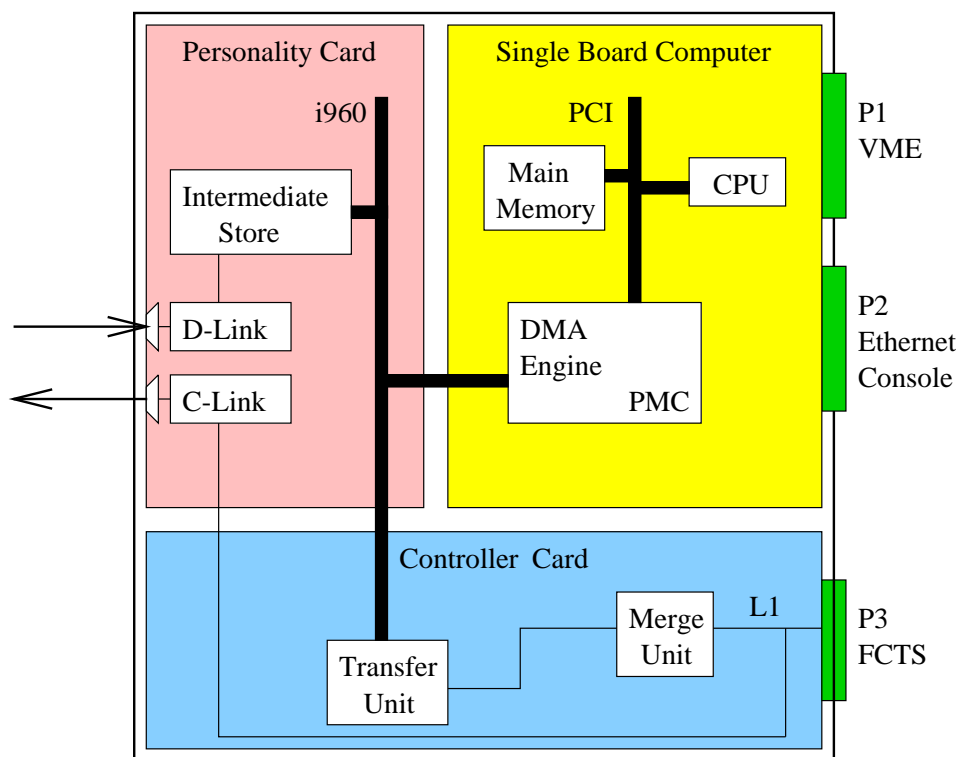 Personality Card
Single Board Computer
i960
PCI
P1
VME
Intermediate
Store
Main
Memory
CPU
D-Link
C-Link
DMA
Engine
PMC
P2
Ethernet
Console
Controller Card
Transfer
Unit
Merge
Unit
L1
P3
FCTS